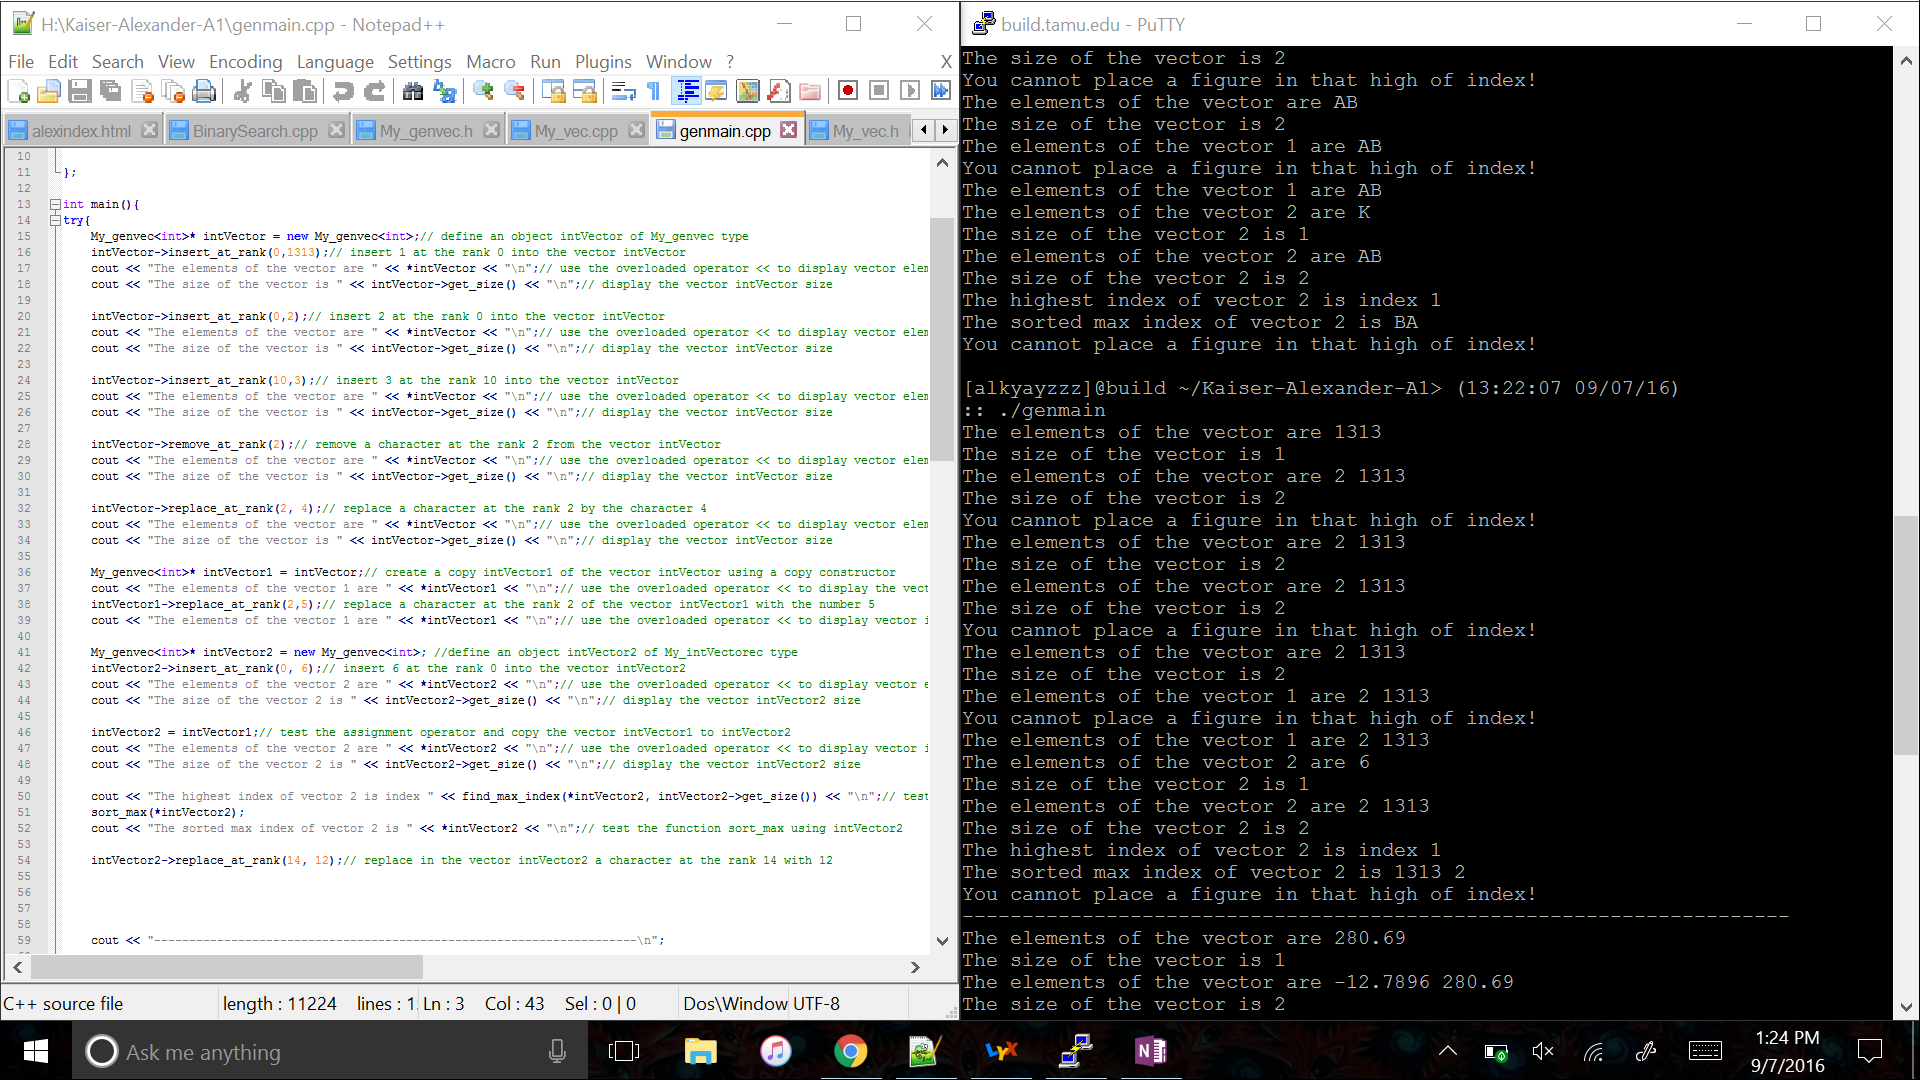 H:\Kaiser-Alexander-A1\genmain.cpp - Notepad++
File Edit Search View Encoding Language Settings Macro Run Plugins Window ? X
alexindex.html BinarySearch.cpp My_genvec.h My_vec.cpp genmain.cpp My_vec.h
10
11 };
12
13 int main(){
14 try{
15 My_genvec<int>* intVector = new My_genvec<int>;// define an object intVector of My_genvec type
16 intVector->insert_at_rank(0,1313);// insert 1 at the rank 0 into the vector intVector
17 cout << "The elements of the vector are " << *intVector << "\n";// use the overloaded operator << to display vector elem
18 cout << "The size of the vector is " << intVector->get_size() << "\n";// display the vector intVector size
19
20 intVector->insert_at_rank(0,2);// insert 2 at the rank 0 into the vector intVector
21 cout << "The elements of the vector are " << *intVector << "\n";// use the overloaded operator << to display vector elem
22 cout << "The size of the vector is " << intVector->get_size() << "\n";// display the vector intVector size
23
24 intVector->insert_at_rank(10,3);// insert 3 at the rank 10 into the vector intVector
25 cout << "The elements of the vector are " << *intVector << "\n";// use the overloaded operator << to display vector elem
26 cout << "The size of the vector is " << intVector->get_size() << "\n";// display the vector intVector size
27
28 intVector->remove_at_rank(2);// remove a character at the rank 2 from the vector intVector
29 cout << "The elements of the vector are " << *intVector << "\n";// use the overloaded operator << to display vector elem
30 cout << "The size of the vector is " << intVector->get_size() << "\n";// display the vector intVector size
31
32 intVector->replace_at_rank(2, 4);// replace a character at the rank 2 by the character 4
33 cout << "The elements of the vector are " << *intVector << "\n";// use the overloaded operator << to display vector elem
34 cout << "The size of the vector is " << intVector->get_size() << "\n";// display the vector intVector size
35
36 My_genvec<int>* intVector1 = intVector;// create a copy intVector1 of the vector intVector using a copy constructor
37 cout << "The elements of the vector 1 are " << *intVector1 << "\n";// use the overloaded operator << to display the vect
38 intVector1->replace_at_rank(2,5);// replace a character at the rank 2 of the vector intVector1 with the number 5
39 cout << "The elements of the vector 1 are " << *intVector1 << "\n";// use the overloaded operator << to display vector i
40
41 My_genvec<int>* intVector2 = new My_genvec<int>; //define an object intVector2 of My_intVectorec type
42 intVector2->insert_at_rank(0, 6);// insert 6 at the rank 0 into the vector intVector2
43 cout << "The elements of the vector 2 are " << *intVector2 << "\n";// use the overloaded operator << to display vector e
44 cout << "The size of the vector 2 is " << intVector2->get_size() << "\n";// display the vector intVector2 size
45
46 intVector2 = intVector1;// test the assignment operator and copy the vector intVector1 to intVector2
47 cout << "The elements of the vector 2 are " << *intVector2 << "\n";// use the overloaded operator << to display vector i
48 cout << "The size of the vector 2 is " << intVector2->get_size() << "\n";// display the vector intVector2 size
49
50 cout << "The highest index of vector 2 is index " << find_max_index(*intVector2, intVector2->get_size()) << "\n";// test
51 sort_max(*intVector2);
52 cout << "The sorted max index of vector 2 is " << *intVector2 << "\n";// test the function sort_max using intVector2
53
54 intVector2->replace_at_rank(14, 12);// replace in the vector intVector2 a character at the rank 14 with 12
55
56
57
58
59 cout << "---------------------------------------------------------------------\n";
C++ source file length : 11224 lines : 1 Ln : 3 Col : 43 Sel : 0 | 0 Dos\Window UTF-8
build.tamu.edu - PuTTY
The size of the vector is 2
You cannot place a figure in that high of index!
The elements of the vector are AB
The size of the vector is 2
The elements of the vector 1 are AB
You cannot place a figure in that high of index!
The elements of the vector 1 are AB
The elements of the vector 2 are K
The size of the vector 2 is 1
The elements of the vector 2 are AB
The size of the vector 2 is 2
The highest index of vector 2 is index 1
The sorted max index of vector 2 is BA
You cannot place a figure in that high of index!
[alkyayzzz]@build ~/Kaiser-Alexander-A1> (13:22:07 09/07/16)
:: ./genmain
The elements of the vector are 1313
The size of the vector is 1
The elements of the vector are 2 1313
The size of the vector is 2
You cannot place a figure in that high of index!
The elements of the vector are 2 1313
The size of the vector is 2
The elements of the vector are 2 1313
The size of the vector is 2
You cannot place a figure in that high of index!
The elements of the vector are 2 1313
The size of the vector is 2
The elements of the vector 1 are 2 1313
You cannot place a figure in that high of index!
The elements of the vector 1 are 2 1313
The elements of the vector 2 are 6
The size of the vector 2 is 1
The elements of the vector 2 are 2 1313
The size of the vector 2 is 2
The highest index of vector 2 is index 1
The sorted max index of vector 2 is 1313 2
You cannot place a figure in that high of index!
---------------------------------------------------------------------
The elements of the vector are 280.69
The size of the vector is 1
The elements of the vector are -12.7896 280.69
The size of the vector is 2
Ask me anything
1:24 PM
9/7/2016